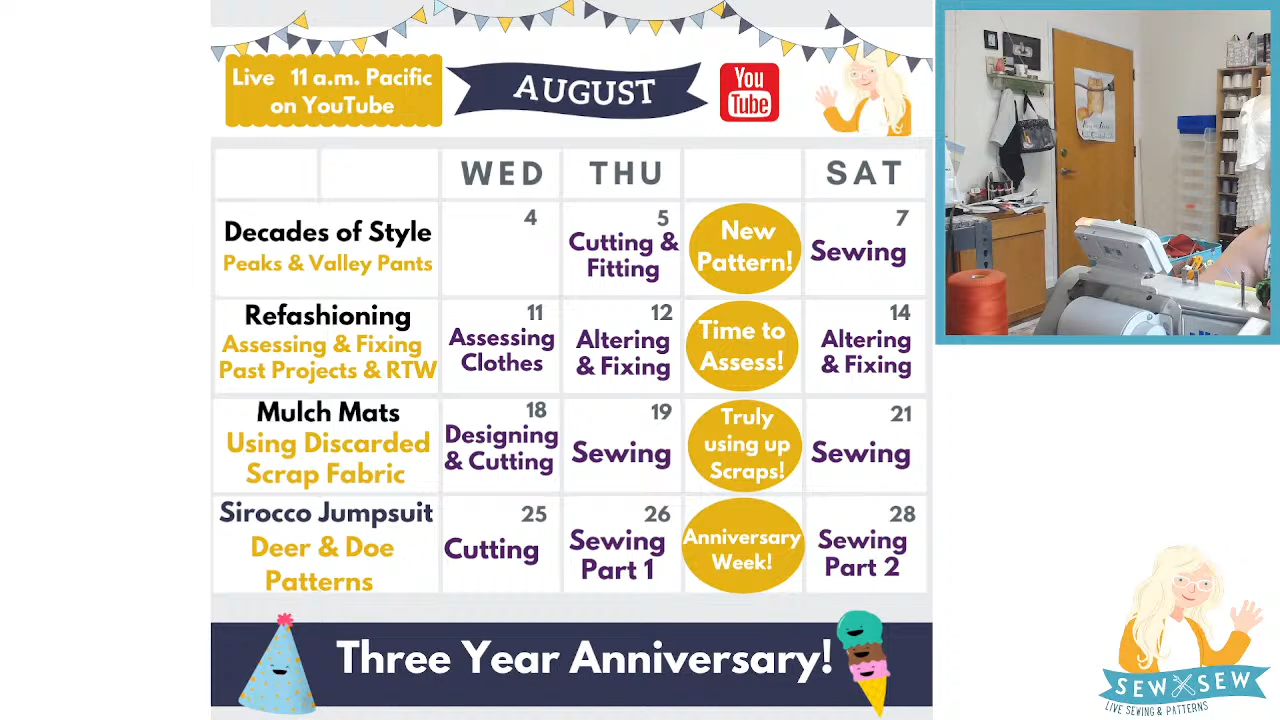 Live 11 a.m. Pacific
on YouTube
AUGUST
You
Tube
WED THU SAT
Decades of Style
Peaks & Valley Pants
4
5
Cutting &
Fitting
New
Pattern!
7
Sewing
Refashioning
Assessing & Fixing
Past Projects & RTW
11
Assessing
Clothes
12
Altering
& Fixing
Time to
Assess!
14
Altering
& Fixing
Mulch Mats
Using Discarded
Scrap Fabric
18
Designing
& Cutting
19
Sewing
Truly
using up
Scraps!
21
Sewing
Sirocco Jumpsuit
Deer & Doe
Patterns
25
Cutting
26
Sewing
Part 1
Anniversary
Week!
28
Sewing
Part 2
Three Year Anniversary!
SEW SEW
LIVE SEWING & PATTERNS